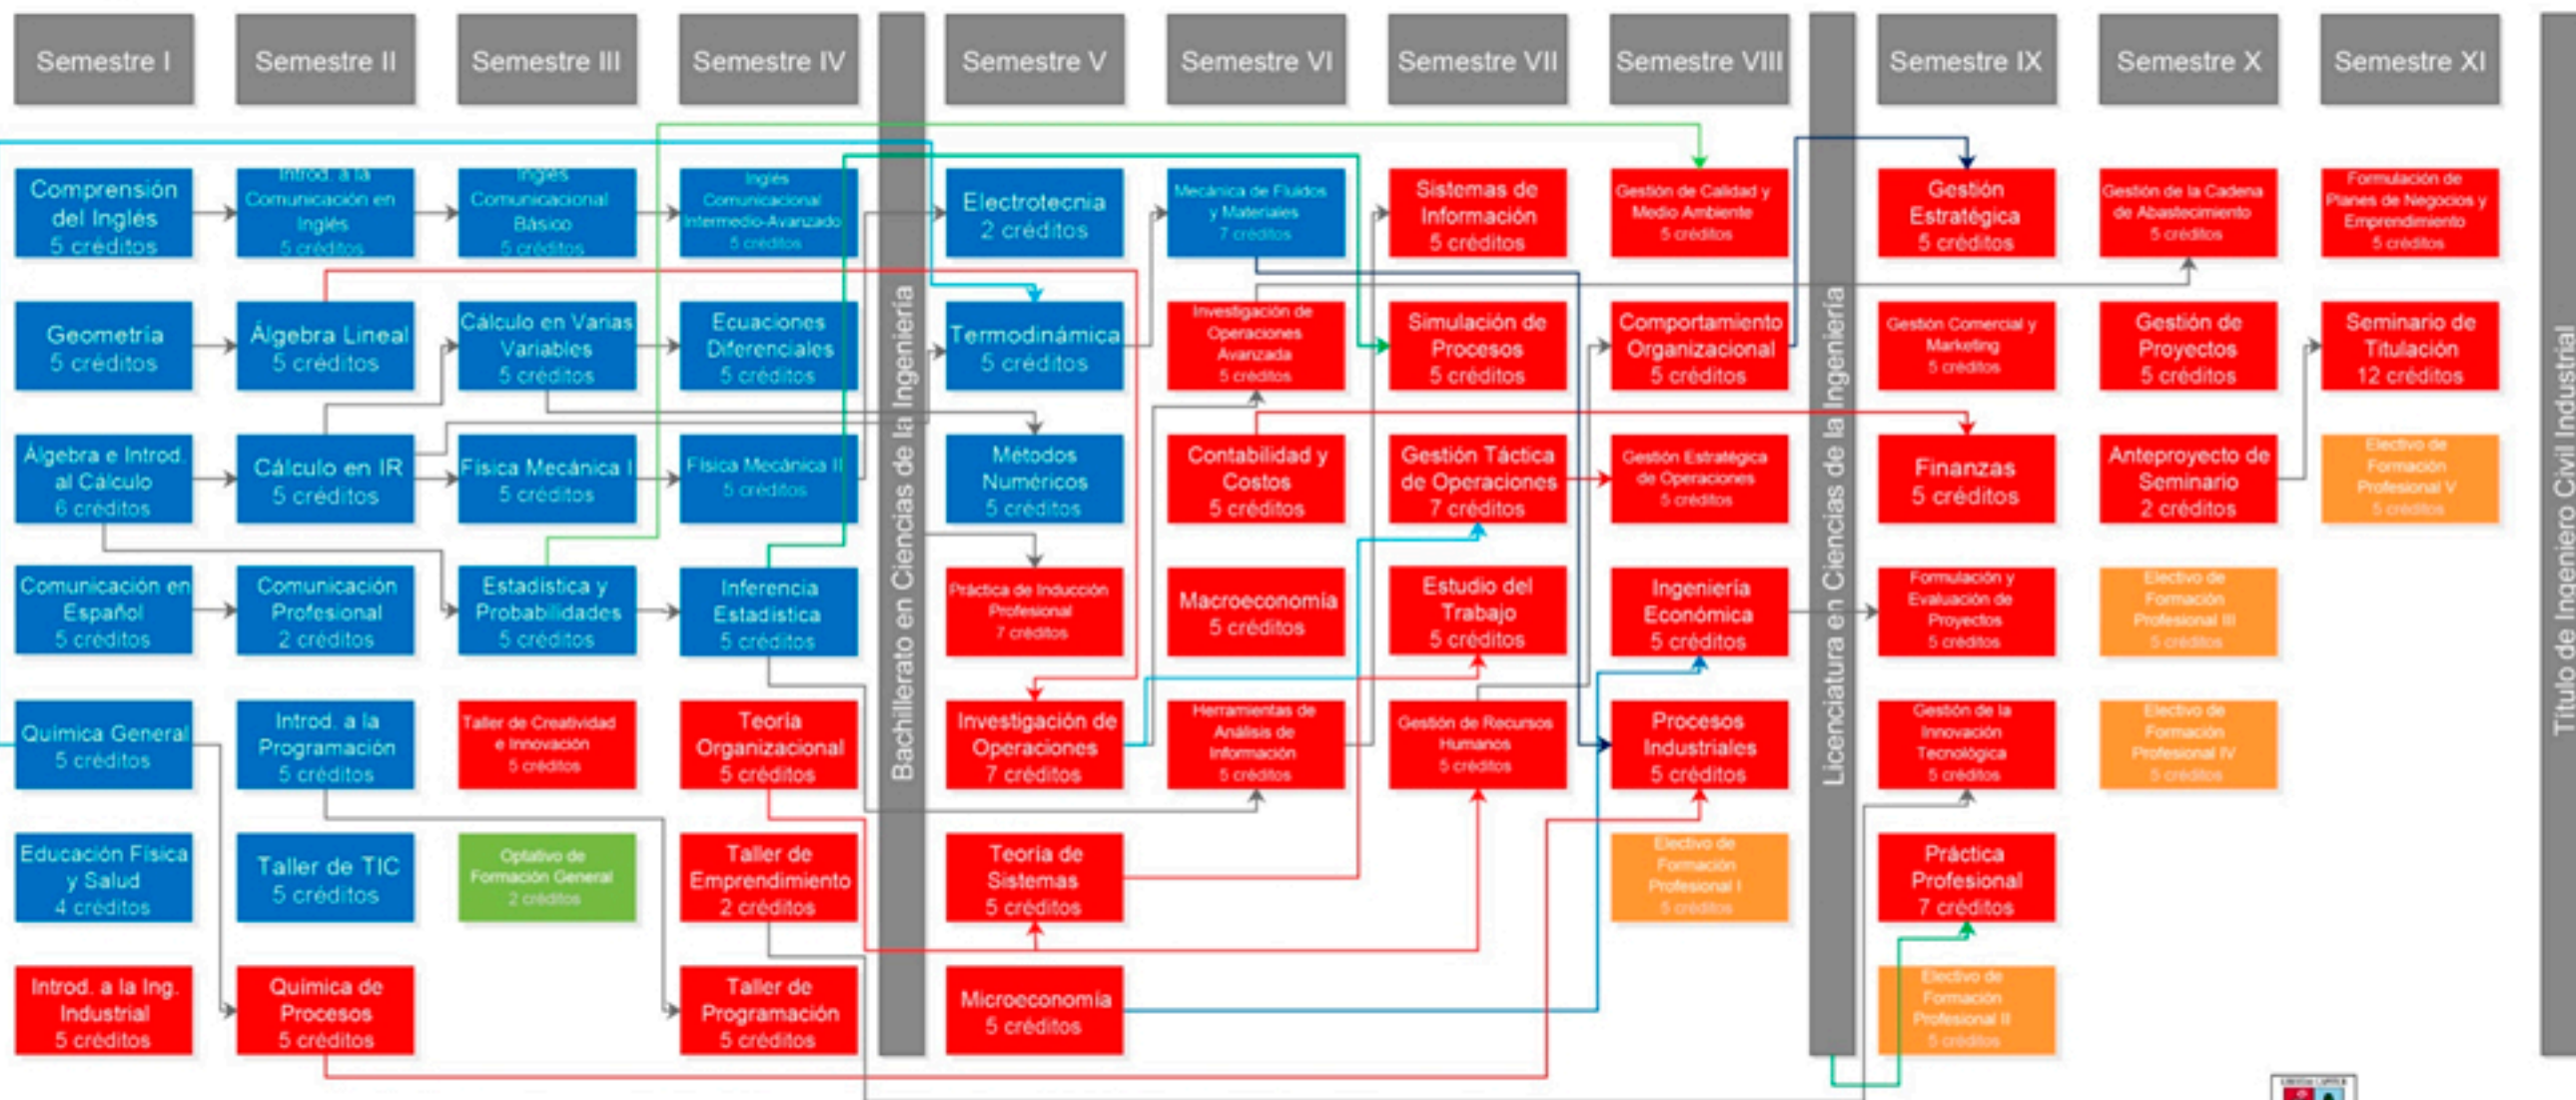 Semestre I
Semestre II
Semestre III
Semestre IV
Semestre V
Semestre VI
Semestre VII
Semestre VIII
Semestre IX
Semestre X
Semestre XI
Comprensión
del Inglés
5 créditos
Introd. a la
Comunicación en
Inglés
5 créditos
Inglés
Comunicacional
Básico
5 créditos
Inglés
Comunicacional
Intermedio-Avanzado
5 créditos
Electrotecnia
2 créditos
Mecánica de Fluidos
y Materiales
7 créditos
Sistemas de
Información
5 créditos
Gestión de Calidad y
Medio Ambiente
5 créditos
Gestión
Estratégica
5 créditos
Gestión de la Cadena
de Abastecimiento
5 créditos
Formulación de
Planes de Negocios y
Emprendimiento
5 créditos
Geometría
5 créditos
Álgebra Lineal
5 créditos
Cálculo en Varias
Variables
5 créditos
Ecuaciones
Diferenciales
5 créditos
Termodinámica
5 créditos
Investigación de
Operaciones
Avanzada
5 créditos
Simulación de
Procesos
5 créditos
Comportamiento
Organizacional
5 créditos
Gestión Comercial y
Marketing
5 créditos
Gestión de
Proyectos
5 créditos
Seminario de
Titulación
12 créditos
Álgebra e Introd.
al Cálculo
6 créditos
Cálculo en IR
5 créditos
Física Mecánica I
5 créditos
Física Mecánica II
5 créditos
Métodos
Numéricos
5 créditos
Contabilidad y
Costos
5 créditos
Gestión Táctica
de Operaciones
7 créditos
Gestión Estratégica
de Operaciones
5 créditos
Finanzas
5 créditos
Anteproyecto de
Seminario
2 créditos
Electivo de
Formación
Profesional V
5 créditos
Comunicación en
Español
5 créditos
Comunicación
Profesional
2 créditos
Estadística y
Probabilidades
5 créditos
Inferencia
Estadística
5 créditos
Práctica de Inducción
Profesional
7 créditos
Macroeconomía
5 créditos
Estudio del
Trabajo
5 créditos
Ingeniería
Económica
5 créditos
Formulación y
Evaluación de
Proyectos
5 créditos
Electivo de
Formación
Profesional III
5 créditos
Química General
5 créditos
Introd. a la
Programación
5 créditos
Taller de Creatividad
e Innovación
5 créditos
Teoría
Organizacional
5 créditos
Investigación de
Operaciones
7 créditos
Herramientas de
Análisis de
Información
5 créditos
Gestión de Recursos
Humanos
5 créditos
Procesos
Industriales
5 créditos
Gestión de la
Innovación
Tecnológica
5 créditos
Electivo de
Formación
Profesional IV
5 créditos
Educación Física
y Salud
4 créditos
Taller de TIC
5 créditos
Optativo de
Formación General
2 créditos
Taller de
Emprendimiento
2 créditos
Teoría de
Sistemas
5 créditos
Electivo de
Formación
Profesional I
5 créditos
Práctica
Profesional
7 créditos
Introd. a la Ing.
Industrial
5 créditos
Química de
Procesos
5 créditos
Taller de
Programación
5 créditos
Microeconomía
5 créditos
Electivo de
Formación
Profesional II
5 créditos
Bachillerato en Ciencias de la Ingeniería
Licenciatura en Ciencias de la Ingeniería
Título de Ingeniero Civil Industrial